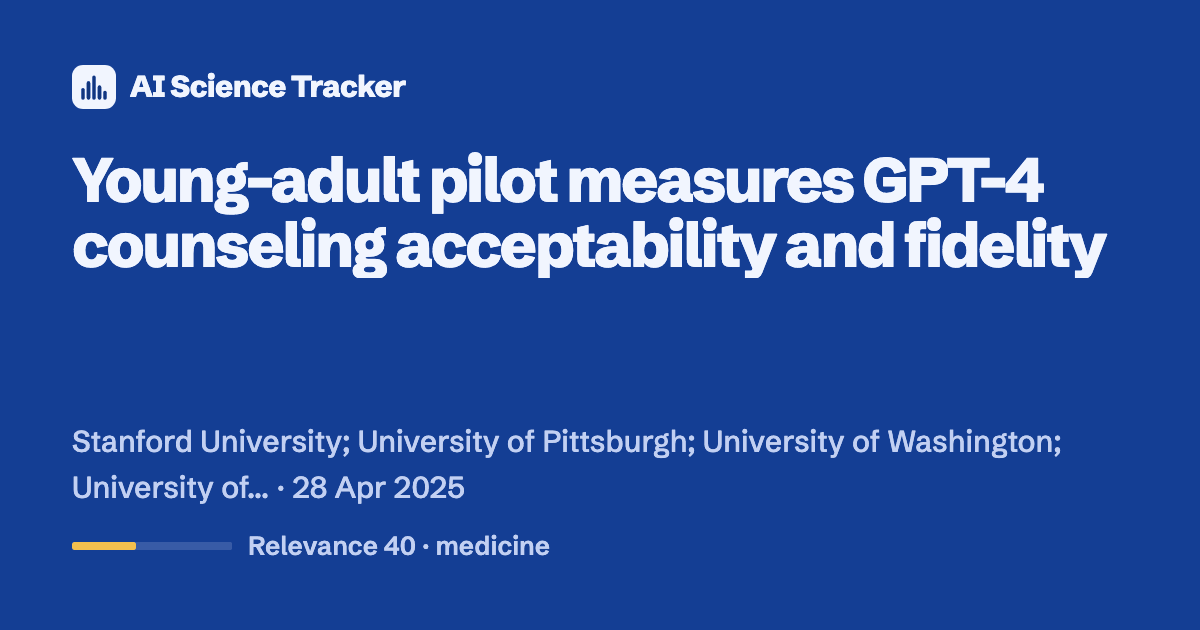 AI Science Tracker
Young-adult pilot measures GPT-4
counseling acceptability and fidelity
Stanford University; University of Pittsburgh; University of Washington;
University of... · 28 Apr 2025
Relevance 40 · medicine